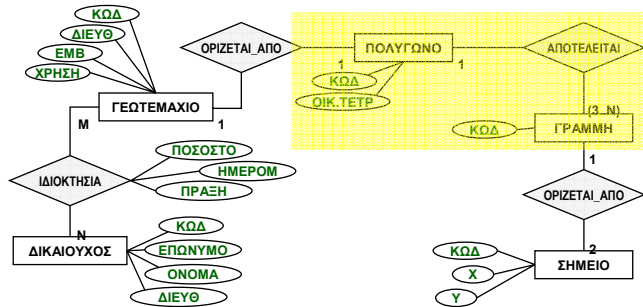 ΚΩΔ
ΔΙΕΥΘ
ΕΜΒ
ΧΡΗΣΗ
ΓΕΩΤΕΜΑΧΙΟ
ΟΡΙΖΕΤΑΙ_ΑΠΟ
ΠΟΛΥΓΩΝΟ
ΑΠΟΤΕΛΕΙΤΑΙ
1
1
ΚΩΔ
ΟΙΚ.ΤΕΤΡ
Μ
1
(3..Ν)
ΚΩΔ
ΓΡΑΜΜΗ
1
ΠΟΣΟΣΤΟ
ΗΜΕΡΟΜ
ΠΡΑΞΗ
ΙΔΙΟΚΤΗΣΙΑ
ΟΡΙΖΕΤΑΙ_ΑΠΟ
Ν
ΔΙΚΑΙΟΥΧΟΣ
ΚΩΔ
ΕΠΩΝΥΜΟ
ΟΝΟΜΑ
ΔΙΕΥΘ
2
ΚΩΔ
Χ
Υ
ΣΗΜΕΙΟ